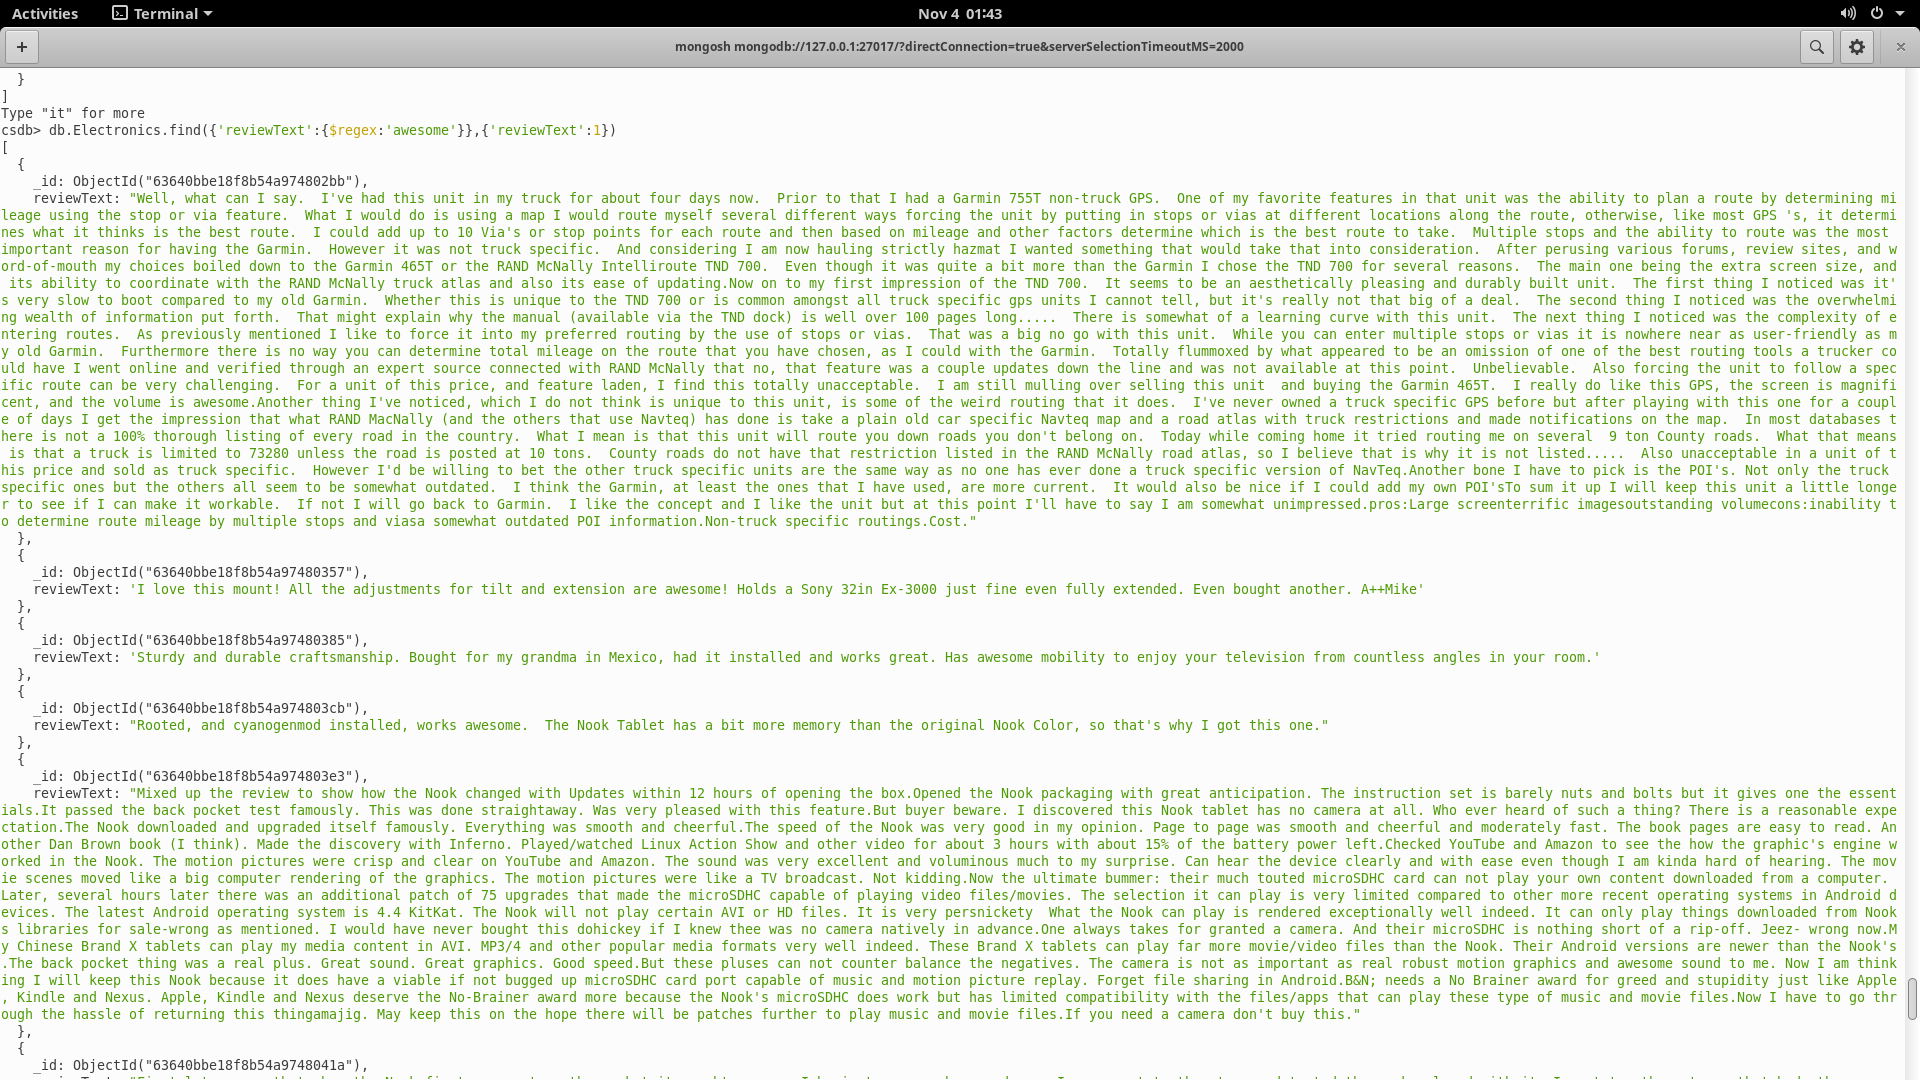 Activities Terminal Nov 4 01:43
mongosh mongodb://127.0.0.1:27017/?directConnection=true&serverSelectionTimeoutMS=2000
  }
]
Type "it" for more
csdb> db.Electronics.find({'reviewText':{$regex:'awesome'}},{'reviewText':1})
[
  {
    _id: ObjectId("63640bbe18f8b54a974802bb"),
    reviewText: "Well, what can I say.  I've had this unit in my truck for about four days now.  Prior to that I had a Garmin 755T non-truck GPS.  One of my favorite features in that unit was the ability to plan a route by determining mi
leage using the stop or via feature.  What I would do is using a map I would route myself several different ways forcing the unit by putting in stops or vias at different locations along the route, otherwise, like most GPS 's, it determi
nes what it thinks is the best route.  I could add up to 10 Via's or stop points for each route and then based on mileage and other factors determine which is the best route to take.  Multiple stops and the ability to route was the most
important reason for having the Garmin.  However it was not truck specific.  And considering I am now hauling strictly hazmat I wanted something that would take that into consideration.  After perusing various forums, review sites, and w
ord-of-mouth my choices boiled down to the Garmin 465T or the RAND McNally Intelliroute TND 700.  Even though it was quite a bit more than the Garmin I chose the TND 700 for several reasons.  The main one being the extra screen size, and
 its ability to coordinate with the RAND McNally truck atlas and also its ease of updating.Now on to my first impression of the TND 700.  It seems to be an aesthetically pleasing and durably built unit.  The first thing I noticed was it'
s very slow to boot compared to my old Garmin.  Whether this is unique to the TND 700 or is common amongst all truck specific gps units I cannot tell, but it's really not that big of a deal.  The second thing I noticed was the overwhelmi
ng wealth of information put forth.  That might explain why the manual (available via the TND dock) is well over 100 pages long.....  There is somewhat of a learning curve with this unit.  The next thing I noticed was the complexity of e
ntering routes.  As previously mentioned I like to force it into my preferred routing by the use of stops or vias.  That was a big no go with this unit.  While you can enter multiple stops or vias it is nowhere near as user-friendly as m
y old Garmin.  Furthermore there is no way you can determine total mileage on the route that you have chosen, as I could with the Garmin.  Totally flummoxed by what appeared to be an omission of one of the best routing tools a trucker co
uld have I went online and verified through an expert source connected with RAND McNally that no, that feature was a couple updates down the line and was not available at this point.  Unbelievable.  Also forcing the unit to follow a spec
ific route can be very challenging.  For a unit of this price, and feature laden, I find this totally unacceptable.  I am still mulling over selling this unit  and buying the Garmin 465T.  I really do like this GPS, the screen is magnifi
cent, and the volume is awesome.Another thing I've noticed, which I do not think is unique to this unit, is some of the weird routing that it does.  I've never owned a truck specific GPS before but after playing with this one for a coupl
e of days I get the impression that what RAND MacNally (and the others that use Navteq) has done is take a plain old car specific Navteq map and a road atlas with truck restrictions and made notifications on the map.  In most databases t
here is not a 100% thorough listing of every road in the country.  What I mean is that this unit will route you down roads you don't belong on.  Today while coming home it tried routing me on several  9 ton County roads.  What that means
 is that a truck is limited to 73280 unless the road is posted at 10 tons.  County roads do not have that restriction listed in the RAND McNally road atlas, so I believe that is why it is not listed.....  Also unacceptable in a unit of t
his price and sold as truck specific.  However I'd be willing to bet the other truck specific units are the same way as no one has ever done a truck specific version of NavTeq.Another bone I have to pick is the POI's. Not only the truck
specific ones but the others all seem to be somewhat outdated.  I think the Garmin, at least the ones that I have used, are more current.  It would also be nice if I could add my own POI'sTo sum it up I will keep this unit a little longe
r to see if I can make it workable.  If not I will go back to Garmin.  I like the concept and I like the unit but at this point I'll have to say I am somewhat unimpressed.pros:Large screenterrific imagesoutstanding volumecons:inability t
o determine route mileage by multiple stops and viasa somewhat outdated POI information.Non-truck specific routings.Cost."
  },
  {
    _id: ObjectId("63640bbe18f8b54a97480357"),
    reviewText: 'I love this mount! All the adjustments for tilt and extension are awesome! Holds a Sony 32in Ex-3000 just fine even fully extended. Even bought another. A++Mike'
  },
  {
    _id: ObjectId("63640bbe18f8b54a97480385"),
    reviewText: 'Sturdy and durable craftsmanship. Bought for my grandma in Mexico, had it installed and works great. Has awesome mobility to enjoy your television from countless angles in your room.'
  },
  {
    _id: ObjectId("63640bbe18f8b54a974803cb"),
    reviewText: "Rooted, and cyanogenmod installed, works awesome.  The Nook Tablet has a bit more memory than the original Nook Color, so that's why I got this one."
  },
  {
    _id: ObjectId("63640bbe18f8b54a974803e3"),
    reviewText: "Mixed up the review to show how the Nook changed with Updates within 12 hours of opening the box.Opened the Nook packaging with great anticipation. The instruction set is barely nuts and bolts but it gives one the essent
ials.It passed the back pocket test famously. This was done straightaway. Was very pleased with this feature.But buyer beware. I discovered this Nook tablet has no camera at all. Who ever heard of such a thing? There is a reasonable expe
ctation.The Nook downloaded and upgraded itself famously. Everything was smooth and cheerful.The speed of the Nook was very good in my opinion. Page to page was smooth and cheerful and moderately fast. The book pages are easy to read. An
other Dan Brown book (I think). Made the discovery with Inferno. Played/watched Linux Action Show and other video for about 3 hours with about 15% of the battery power left.Checked YouTube and Amazon to see the how the graphic's engine w
orked in the Nook. The motion pictures were crisp and clear on YouTube and Amazon. The sound was very excellent and voluminous much to my surprise. Can hear the device clearly and with ease even though I am kinda hard of hearing. The mov
ie scenes moved like a big computer rendering of the graphics. The motion pictures were like a TV broadcast. Not kidding.Now the ultimate bummer: their much touted microSDHC card can not play your own content downloaded from a computer.
Later, several hours later there was an additional patch of 75 upgrades that made the microSDHC capable of playing video files/movies. The selection it can play is very limited compared to other more recent operating systems in Android d
evices. The latest Android operating system is 4.4 KitKat. The Nook will not play certain AVI or HD files. It is very persnickety  What the Nook can play is rendered exceptionally well indeed. It can only play things downloaded from Nook
s libraries for sale-wrong as mentioned. I would have never bought this dohickey if I knew thee was no camera natively in advance.One always takes for granted a camera. And their microSDHC is nothing short of a rip-off. Jeez- wrong now.M
y Chinese Brand X tablets can play my media content in AVI. MP3/4 and other popular media formats very well indeed. These Brand X tablets can play far more movie/video files than the Nook. Their Android versions are newer than the Nook's
.The back pocket thing was a real plus. Great sound. Great graphics. Good speed.But these pluses can not counter balance the negatives. The camera is not as important as real robust motion graphics and awesome sound to me. Now I am think
ing I will keep this Nook because it does have a viable if not bugged up microSDHC card port capable of music and motion picture replay. Forget file sharing in Android.B&N; needs a No Brainer award for greed and stupidity just like Apple
, Kindle and Nexus. Apple, Kindle and Nexus deserve the No-Brainer award more because the Nook's microSDHC does work but has limited compatibility with the files/apps that can play these type of music and movie files.Now I have to go thr
ough the hassle of returning this thingamajig. May keep this on the hope there will be patches further to play music and movie files.If you need a camera don't buy this."
  },
  {
    _id: ObjectId("63640bbe18f8b54a9748041a"),